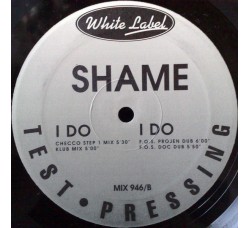 White Label
SHAME
I DO
CHECCO STEP 1 MIX 5'30"
KLUB MIX 6'00"
I DO
F.O.S. PROJEN DUB 6'00"
F.O.S. DOC DUB 5'30"
MIX 946/B
TEST • PRESSING